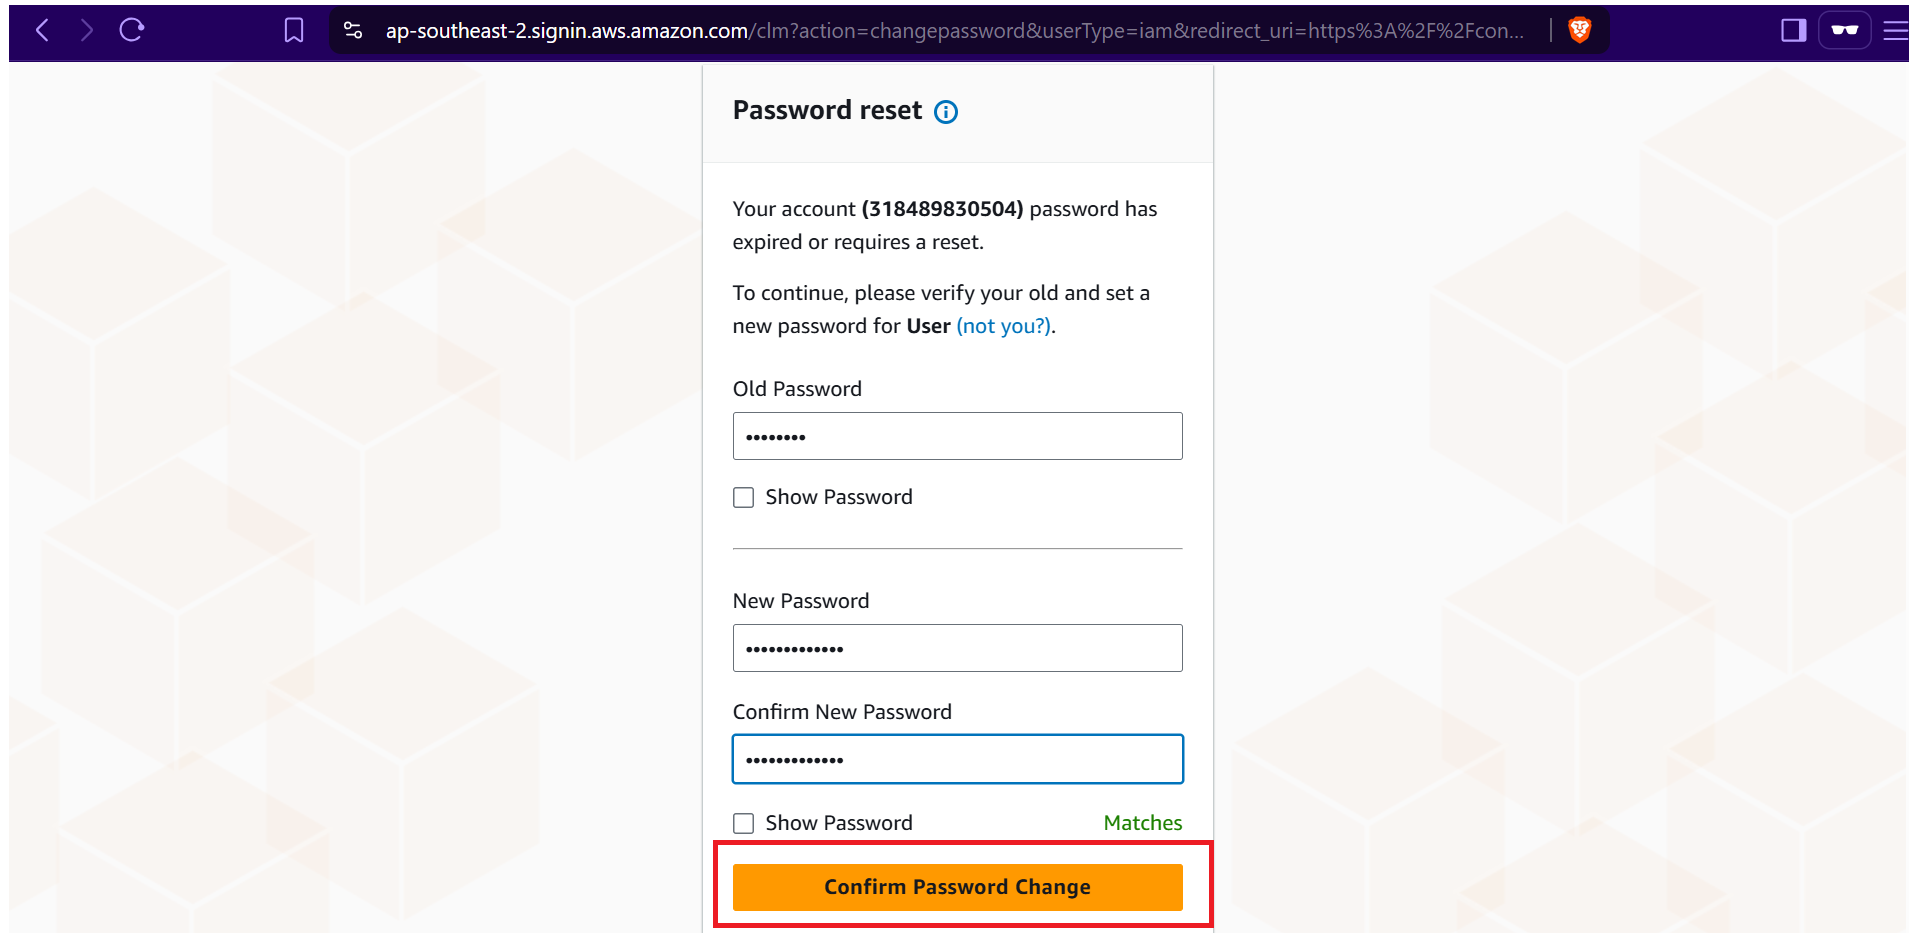 ap-southeast-2.signin.aws.amazon.com/clm?action=changepassword&userType=iam&redirect_uri=https%3A%2F%2Fcon...
Password reset
Your account (318489830504) password has
expired or requires a reset.
To continue, please verify your old and set a
new password for User (not you?).
Old Password
••••••••
Show Password
New Password
•••••••••••••
Confirm New Password
•••••••••••••
Show Password Matches
Confirm Password Change